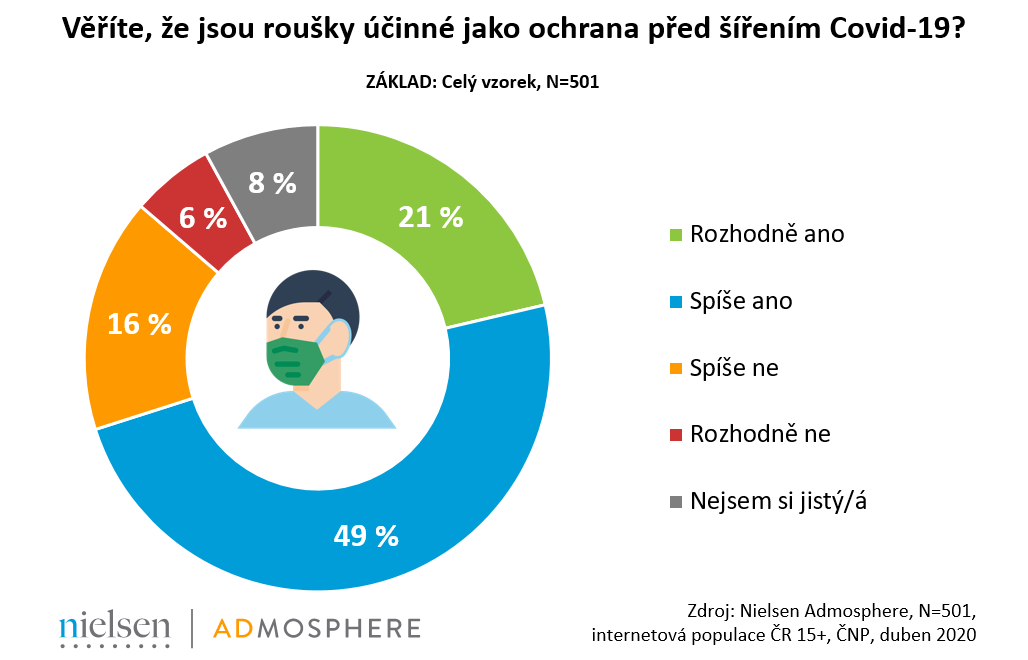 Věříte, že jsou roušky účinné jako ochrana před šířením Covid-19?
ZÁKLAD: Celý vzorek, N=501
8 %
21 %
6 %
16 %
49 %
Rozhodně ano
Spíše ano
Spíše ne
Rozhodně ne
Nejsem si jistý/á
nielsen
ADMOSPHERE
Zdroj: Nielsen Admosphere, N=501,
internetová populace ČR 15+, ČNP, duben 2020